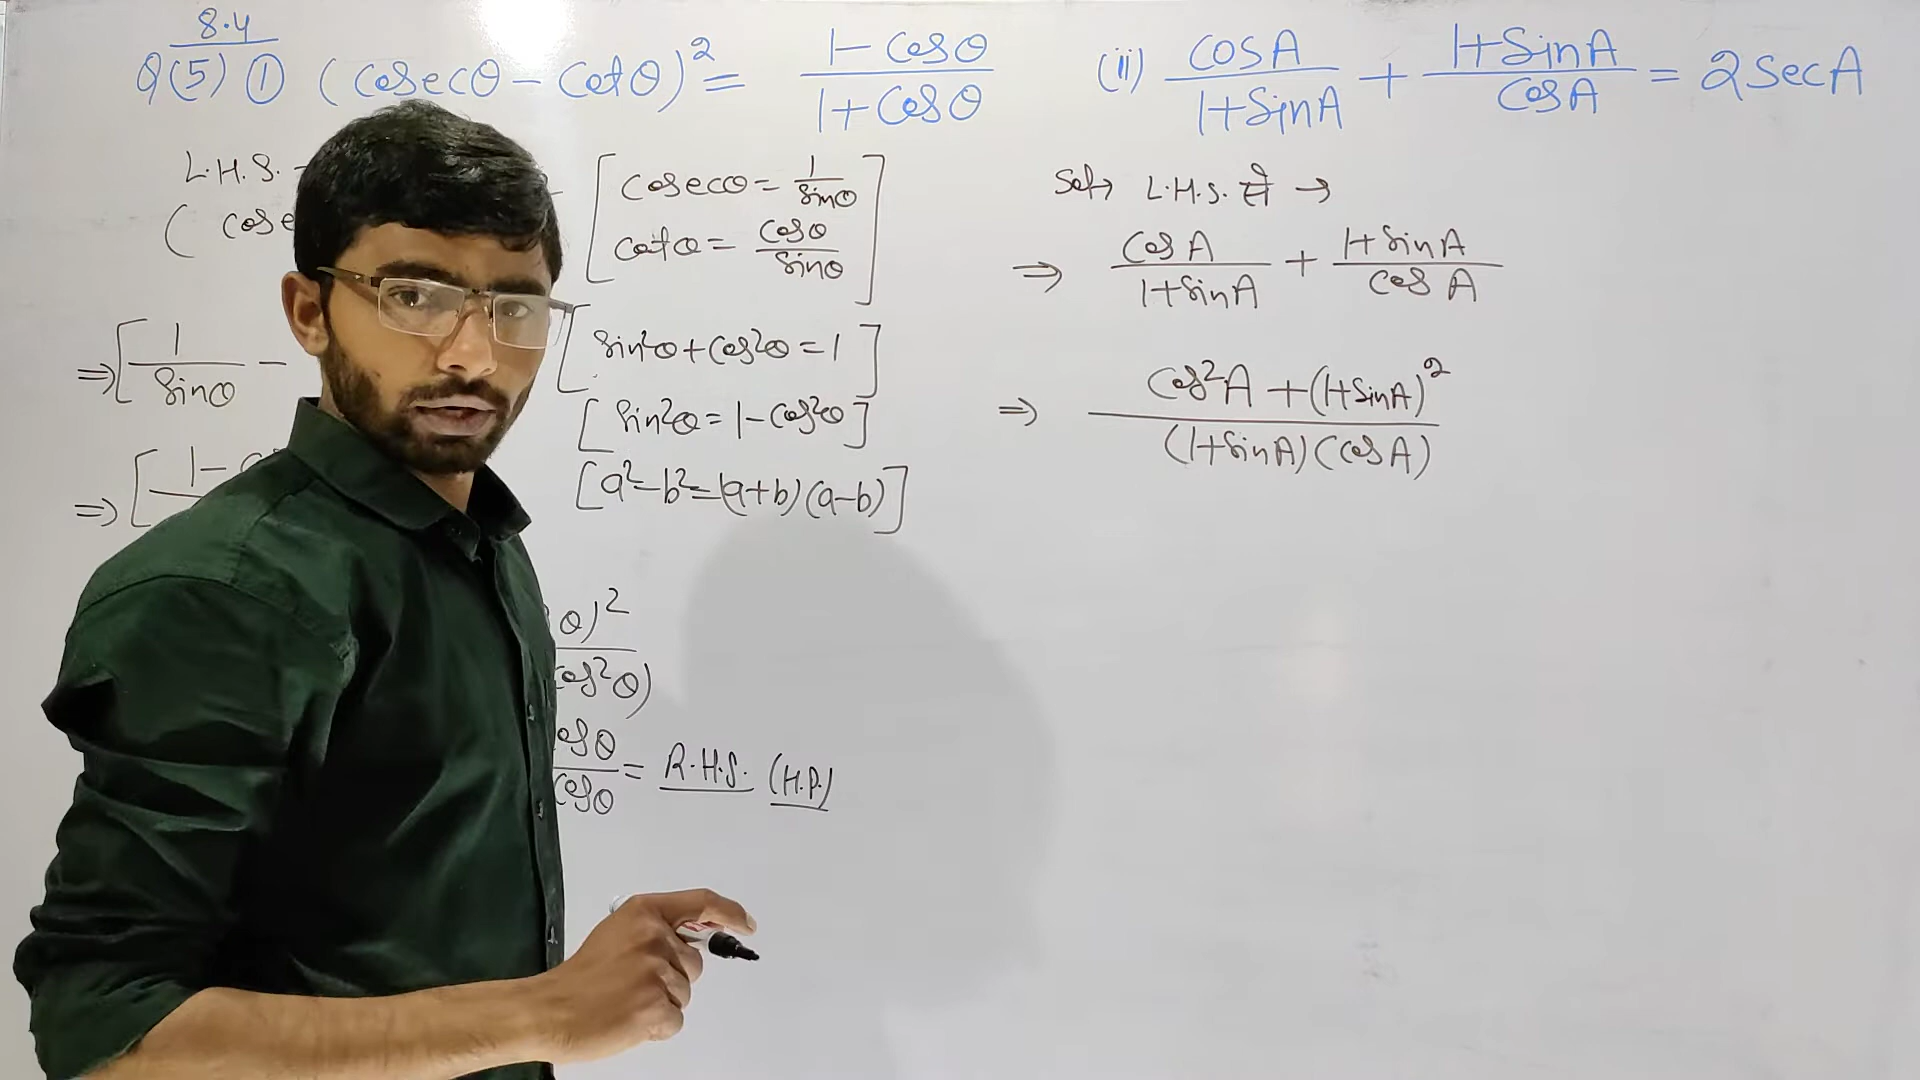 8.4
Q(5) ① (cosecθ - cotθ)² = (1 - cosθ)/(1 + cosθ)
L.H.S.
( cose
[cosecθ = 1/sinθ
cotθ = cosθ/sinθ]
⇒ [1/sinθ -
[sin²θ + cos²θ = 1]
[sin²θ = 1 - cos²θ]
⇒ [1 - c
[a² - b² = (a+b)(a-b)]
θ)²
cos²θ)
osθ
cosθ
= R.H.S. (H.P.)
(ii) cosA/(1+sinA) + (1+sinA)/cosA = 2secA
Sol→ L.H.S. से →
⇒ cosA/(1+sinA) + (1+sinA)/cosA
⇒ (cos²A + (1+sinA)²)/((1+sinA)(cosA))